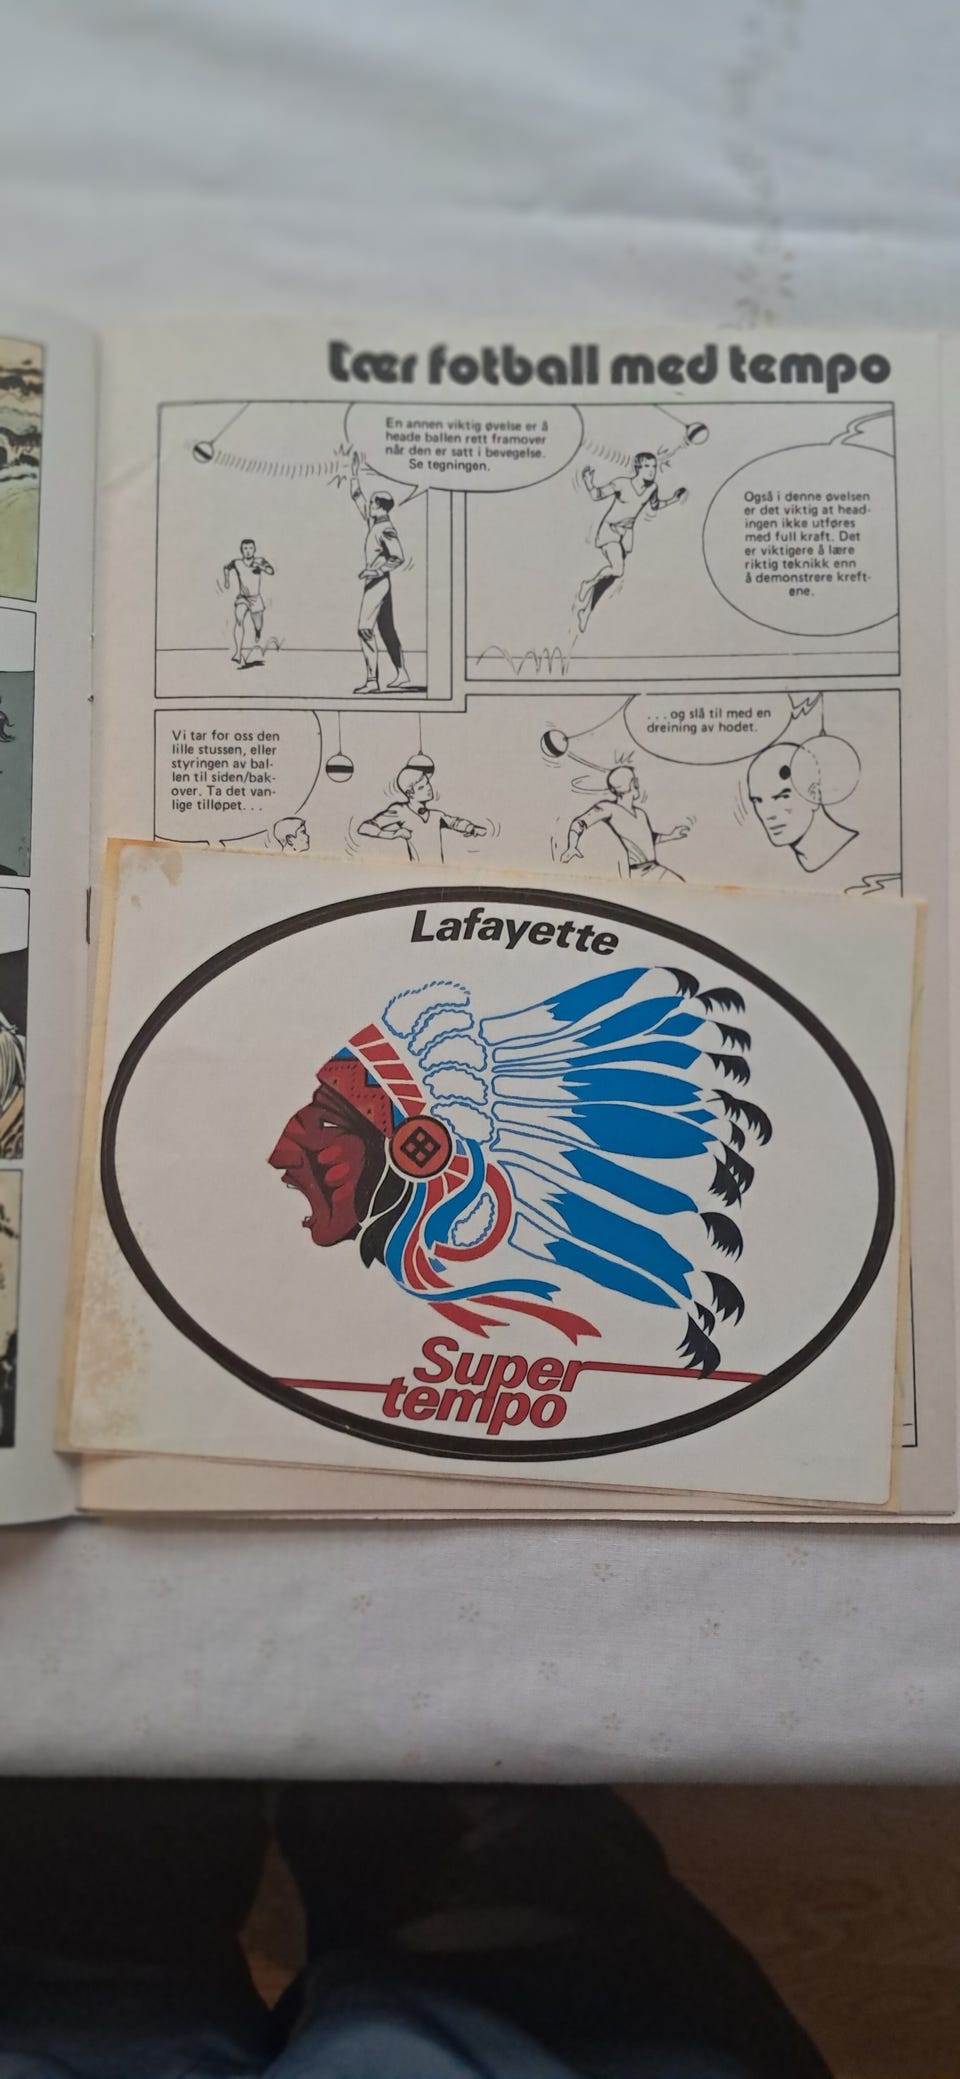 Lær fotball med tempo
En annen viktig øvelse er å
heade ballen rett framover
når den er satt i bevegelse.
Se tegningen.
Også i denne øvelsen
er det viktig at head-
ingen ikke utføres
med full kraft. Det
er viktigere å lære
riktig teknikk enn
å demonstrere kreft-
ene.
Vi tar for oss den
lille stussen, eller
styringen av bal-
len til siden/bak-
over. Ta det van-
lige tilløpet. . .
. . . og slå til med en
dreining av hodet.
Lafayette
Super
tempo